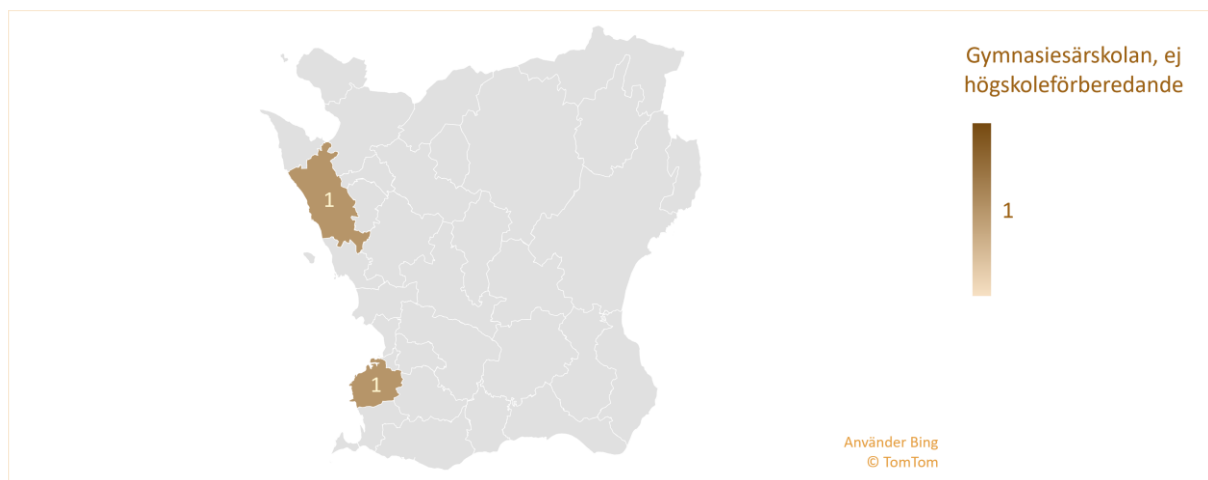 Gymnasiesärskolan, ej
högskoleförberedande
1
1
1
Använder Bing
© TomTom